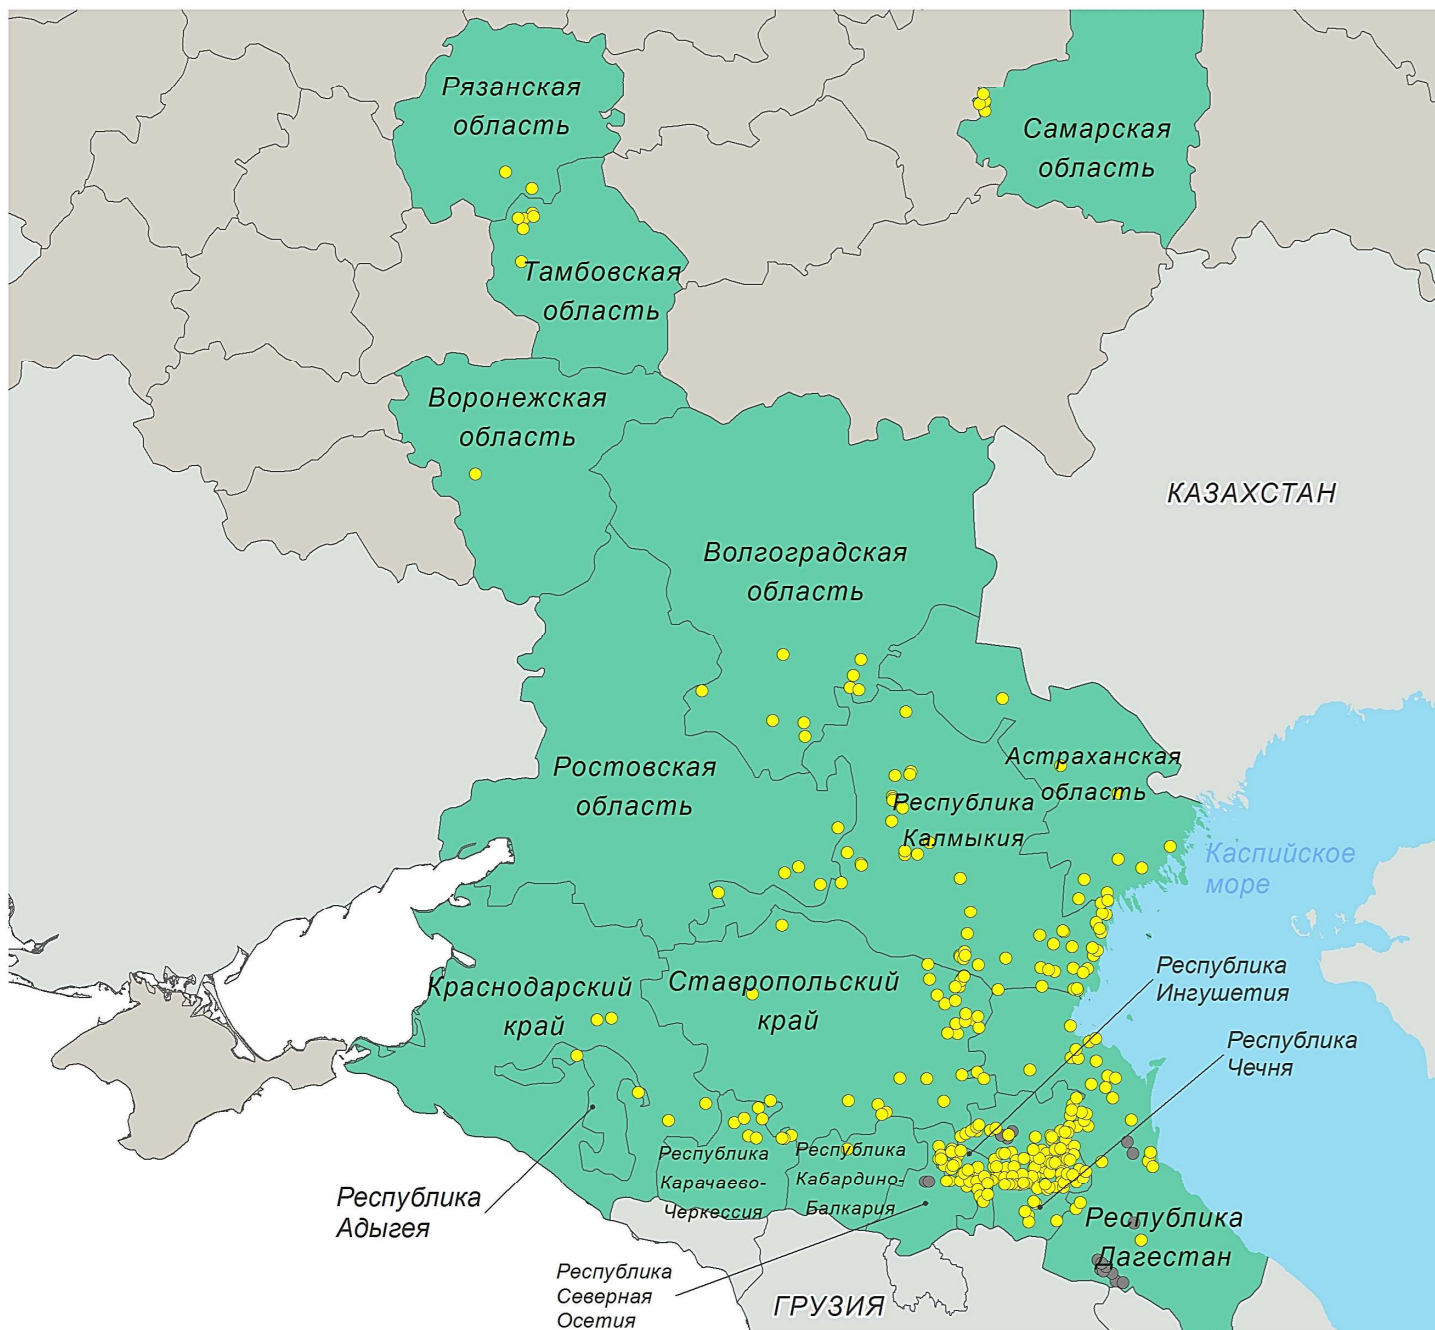 Рязанская
область
Самарская
область
Тамбовская
область
Воронежская
область
КАЗАХСТАН
Волгоградская
область
Ростовская
область
Астраханская
область
Республика
Калмыкия
Каспийское
море
Краснодарский
край
Ставропольский
край
Республика
Ингушетия
Республика
Чечня
Республика
Карачаево-
Черкессия
Республика
Кабардино-
Балкария
Республика
Адыгея
Республика
Дагестан
Республика
Северная
Осетия
ГРУЗИЯ